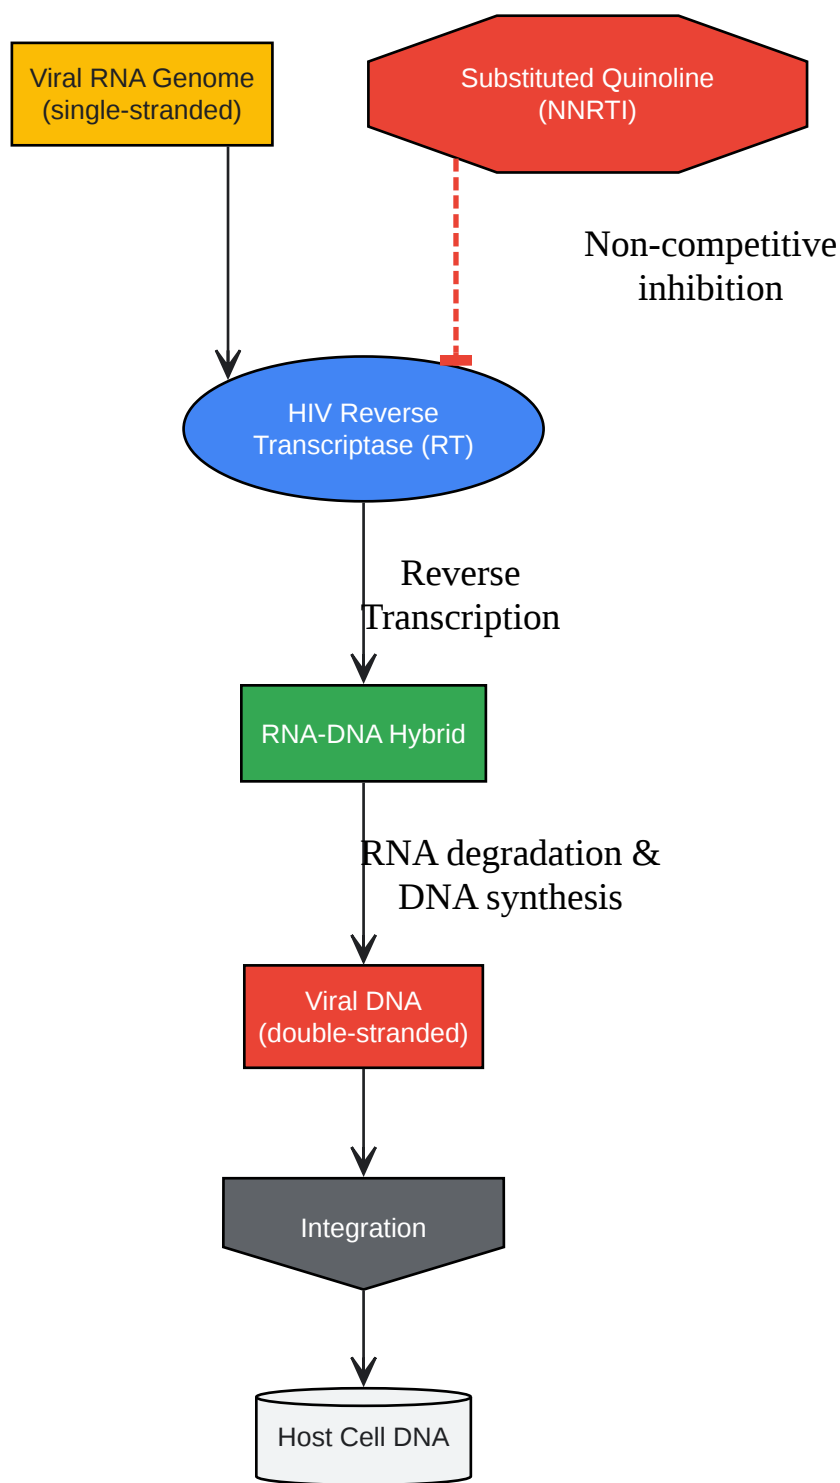 Viral RNA Genome
(single-stranded)
Substituted Quinoline
(NNRTI)
Non-competitive
inhibition
HIV Reverse
Transcriptase (RT)
Reverse
Transcription
RNA-DNA Hybrid
RNA degradation &
DNA synthesis
Viral DNA
(double-stranded)
Integration
Host Cell DNA